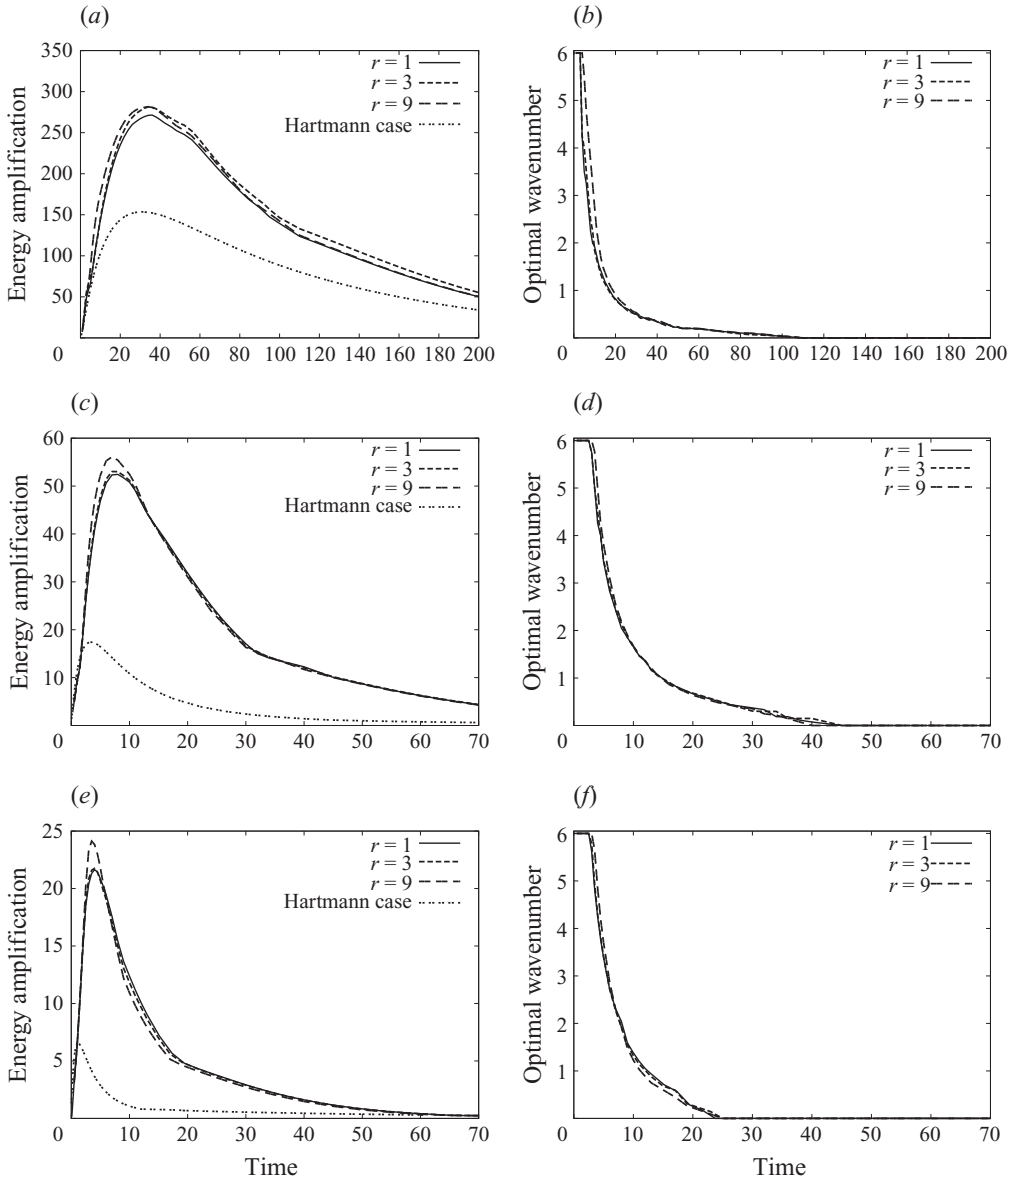 (a)
350
300
250
200
150
100
50
0
20 40 60 80 100 120 140 160 180 200
Energy amplification
r = 1
r = 3
r = 9
Hartmann case
(b)
6
5
4
3
2
1
0
20 40 60 80 100 120 140 160 180 200
Optimal wavenumber
r = 1
r = 3
r = 9
(c)
60
50
40
30
20
10
0
10 20 30 40 50 60 70
Energy amplification
r = 1
r = 3
r = 9
Hartmann case
(d)
6
5
4
3
2
1
0
10 20 30 40 50 60 70
Optimal wavenumber
r = 1
r = 3
r = 9
(e)
25
20
15
10
5
0
10 20 30 40 50 60 70
Energy amplification
Time
r = 1
r = 3
r = 9
Hartmann case
(f)
6
5
4
3
2
1
0
10 20 30 40 50 60 70
Optimal wavenumber
Time
r = 1
r = 3
r = 9